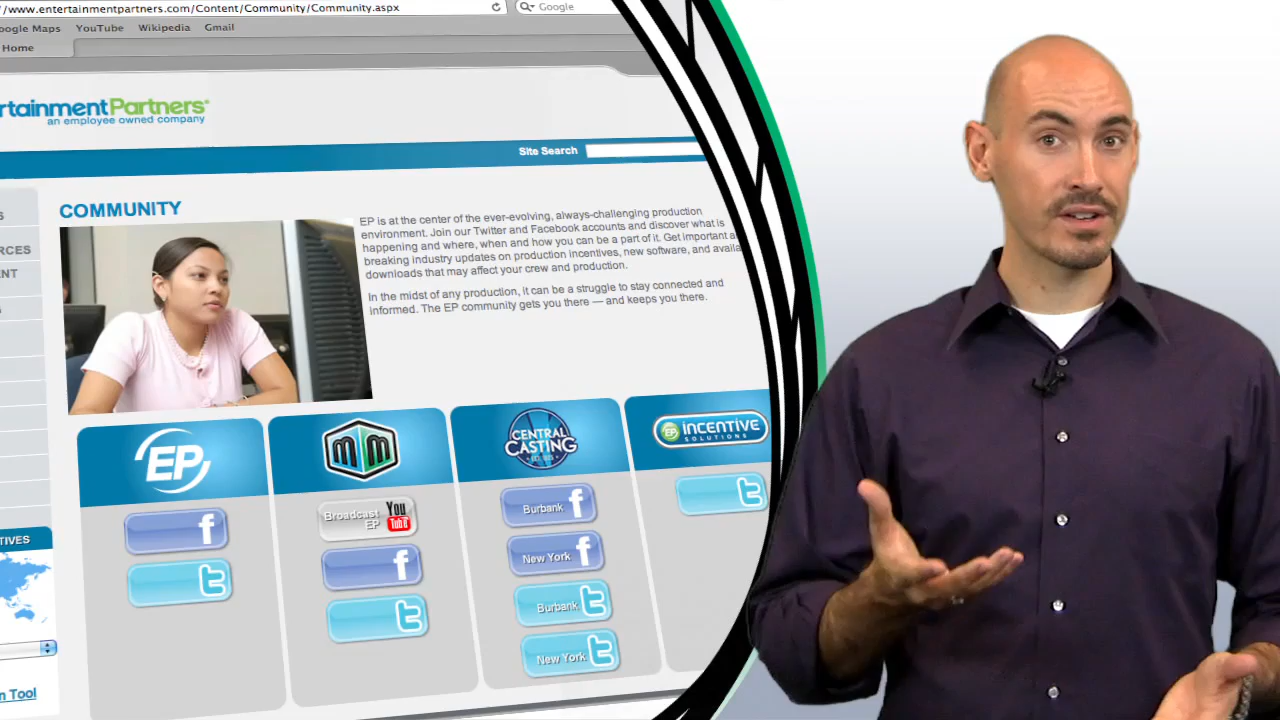 //www.entertainmentpartners.com/Content/Community/Community.aspx
Google
oogle Maps YouTube Wikipedia Gmail
Home
rtainmentPartners®
an employee owned company
Site Search
COMMUNITY
S
RCES
ENT
EP is at the center of the ever-evolving, always-challenging production
environment. Join our Twitter and Facebook accounts and discover what is
happening and where, when and how you can be a part of it. Get important a
breaking industry updates on production incentives, new software, and availa
downloads that may affect your crew and production.
In the midst of any production, it can be a struggle to stay connected and
informed. The EP community gets you there — and keeps you there.
EP
MM
CENTRAL
CASTING
EP INCENTIVE
SOLUTIONS
f
t
Broadcast
EP
You
Tube
f
t
Burbank f
New York f
Burbank t
New York t
t
TIVES
n Tool